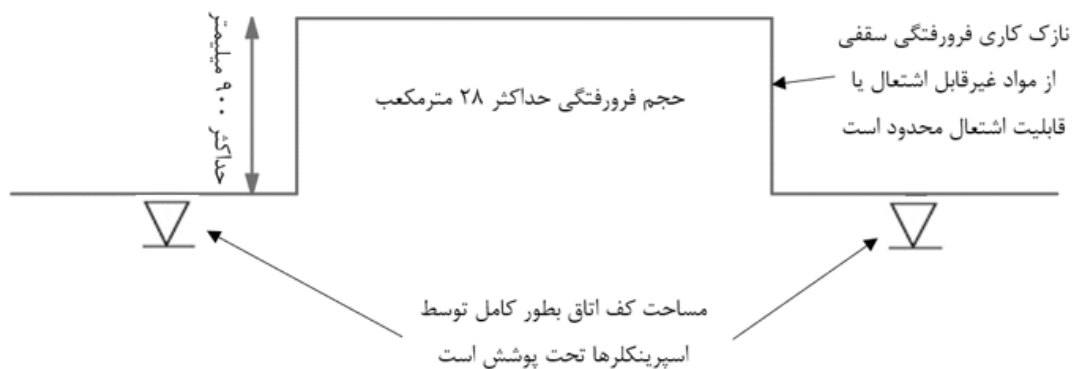 نازک کاری فرورفتگی سقفی
از مواد غیرقابل اشتعال یا
قابلیت اشتعال محدود است
حجم فرورفتگی حداکثر ۲۸ مترمکعب
حداکثر ۹۰۰ میلیمتر
مساحت کف اتاق بطور کامل توسط
اسپرینکلرها تحت پوشش است